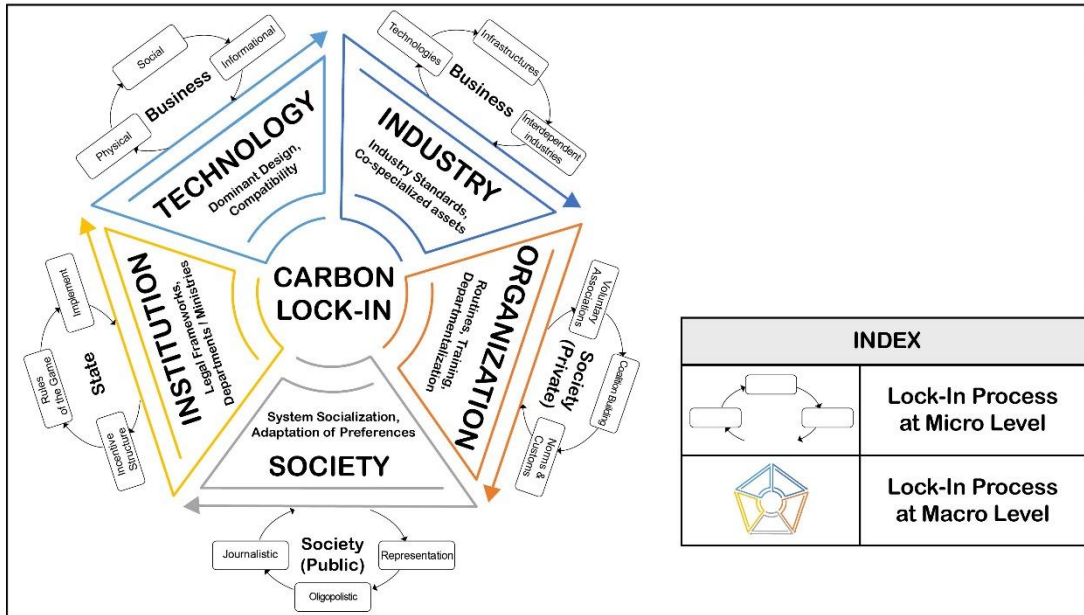 Social
Informational
Physical
Business
TECHNOLOGY
Dominant Design,
Compatibility
Technologies
Infrastructures
Interdependent
industries
Business
INDUSTRY
Industry Standards,
Co-specialized assets
CARBON
LOCK-IN
ORGANIZATION
Routines, Training,
Departmentalization
Voluntary
Associations
Coalition Building
Norms &
Customs
Society
(Private)
System Socialization,
Adaptation of Preferences
SOCIETY
Society
(Public)
Journalistic
Representation
Oligopolistic
INSTITUTION
Legal Frameworks,
Departments / Ministries
State
Implement
Rules
of the Game
Incentive
Structure
INDEX
Lock-In Process
at Micro Level
Lock-In Process
at Macro Level